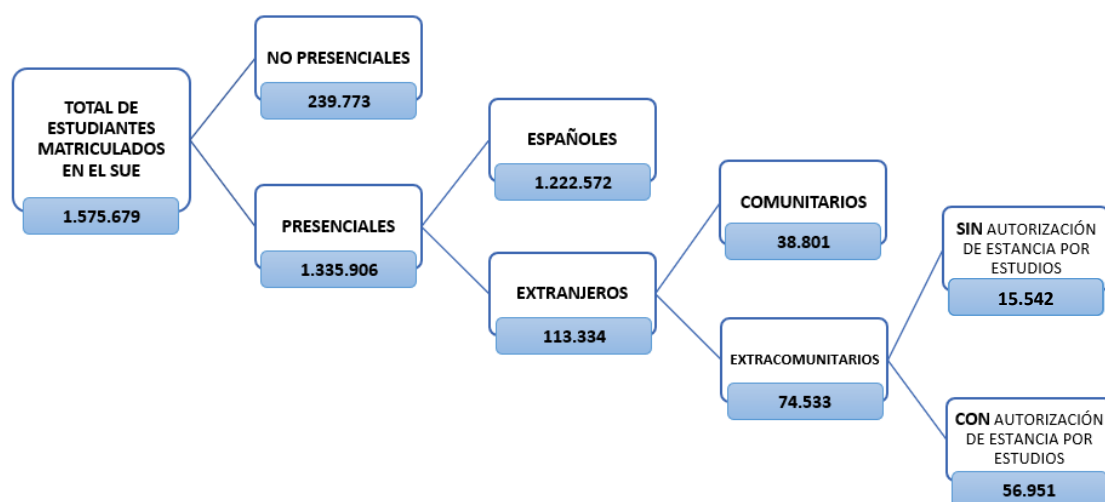 TOTAL DE
ESTUDIANTES
MATRICULADOS
EN EL SUE
1.575.679
NO PRESENCIALES
239.773
PRESENCIALES
1.335.906
ESPAÑOLES
1.222.572
EXTRANJEROS
113.334
COMUNITARIOS
38.801
EXTRACOMUNITARIOS
74.533
SIN AUTORIZACIÓN
DE ESTANCIA POR
ESTUDIOS
15.542
CON AUTORIZACIÓN
DE ESTANCIA POR
ESTUDIOS
56.951